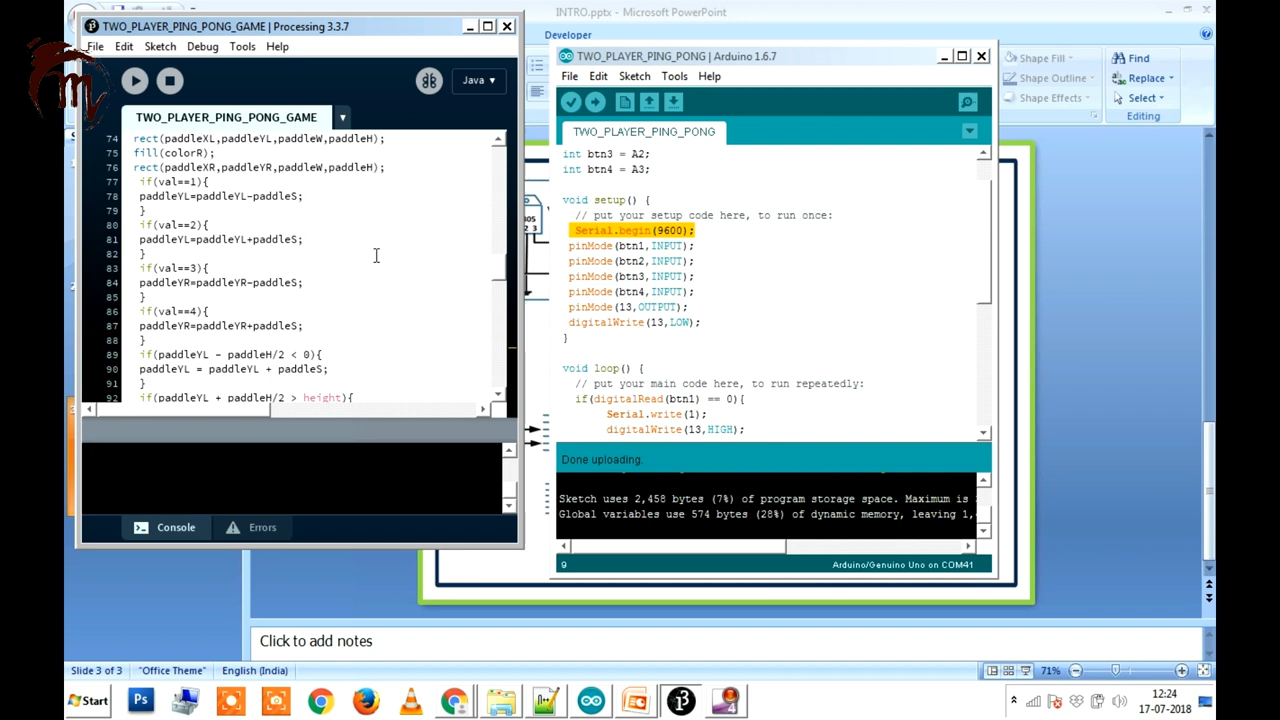 INTRO.pptx - Microsoft PowerPoint
Developer
Shape Fill
Shape Outline
Shape Effects
Find
Replace
Select
Editing
TWO_PLAYER_PING_PONG_GAME | Processing 3.3.7
File Edit Sketch Debug Tools Help
Java
TWO_PLAYER_PING_PONG_GAME
74 rect(paddleXL,paddleYL,paddleW,paddleH);
75 fill(colorR);
76 rect(paddleXR,paddleYR,paddleW,paddleH);
77 if(val==1){
78 paddleYL=paddleYL-paddleS;
79 }
80 if(val==2){
81 paddleYL=paddleYL+paddleS;
82 }
83 if(val==3){
84 paddleYR=paddleYR-paddleS;
85 }
86 if(val==4){
87 paddleYR=paddleYR+paddleS;
88 }
89 if(paddleYL - paddleH/2 < 0){
90 paddleYL = paddleYL + paddleS;
91 }
92 if(paddleYL + paddleH/2 > height){
Console Errors
TWO_PLAYER_PING_PONG | Arduino 1.6.7
File Edit Sketch Tools Help
TWO_PLAYER_PING_PONG
int btn3 = A2;
int btn4 = A3;
void setup() {
// put your setup code here, to run once:
Serial.begin(9600);
pinMode(btn1,INPUT);
pinMode(btn2,INPUT);
pinMode(btn3,INPUT);
pinMode(btn4,INPUT);
pinMode(13,OUTPUT);
digitalWrite(13,LOW);
}
void loop() {
// put your main code here, to run repeatedly:
if(digitalRead(btn1) == 0){
Serial.write(1);
digitalWrite(13,HIGH);
Done uploading.
Sketch uses 2,458 bytes (7%) of program storage space. Maximum is
Global variables use 574 bytes (28%) of dynamic memory, leaving 1,
9 Arduino/Genuino Uno on COM41
Click to add notes
Slide 3 of 3 "Office Theme" English (India) 71%
Start
12:24
17-07-2018